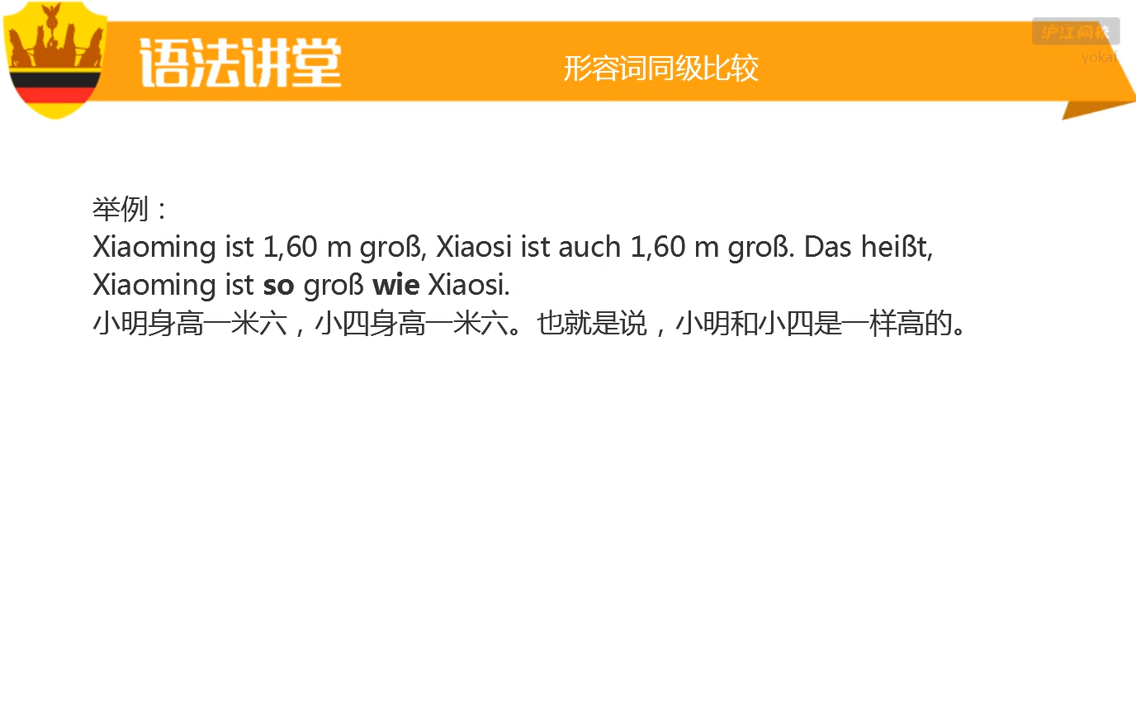 语法讲堂
形容词同级比较
沪江网校
yokai
举例：
Xiaoming ist 1,60 m groß, Xiaosi ist auch 1,60 m groß. Das heißt,
Xiaoming ist so groß wie Xiaosi.
小明身高一米六，小四身高一米六。也就是说，小明和小四是一样高的。